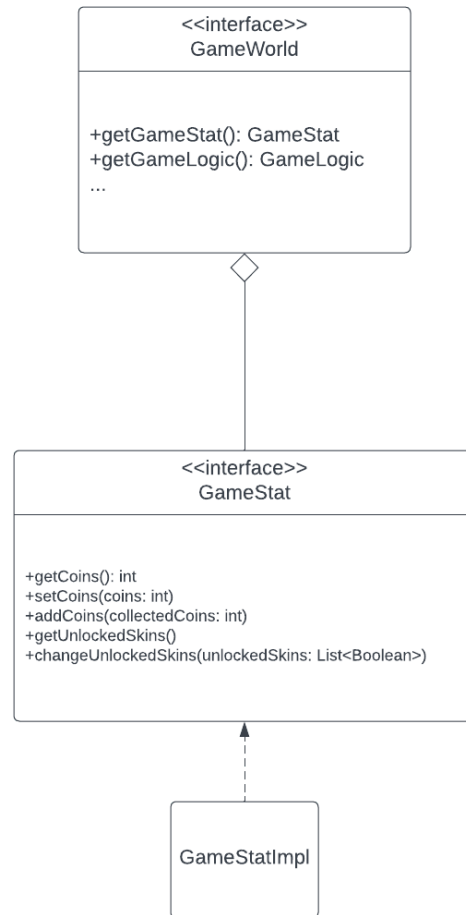 <<interface>>
GameWorld
+getGameStat(): GameStat
+getGameLogic(): GameLogic
...
<<interface>>
GameStat
+getCoins(): int
+setCoins(coins: int)
+addCoins(collectedCoins: int)
+getUnlockedSkins()
+changeUnlockedSkins(unlockedSkins: List<Boolean>)
GameStatImpl